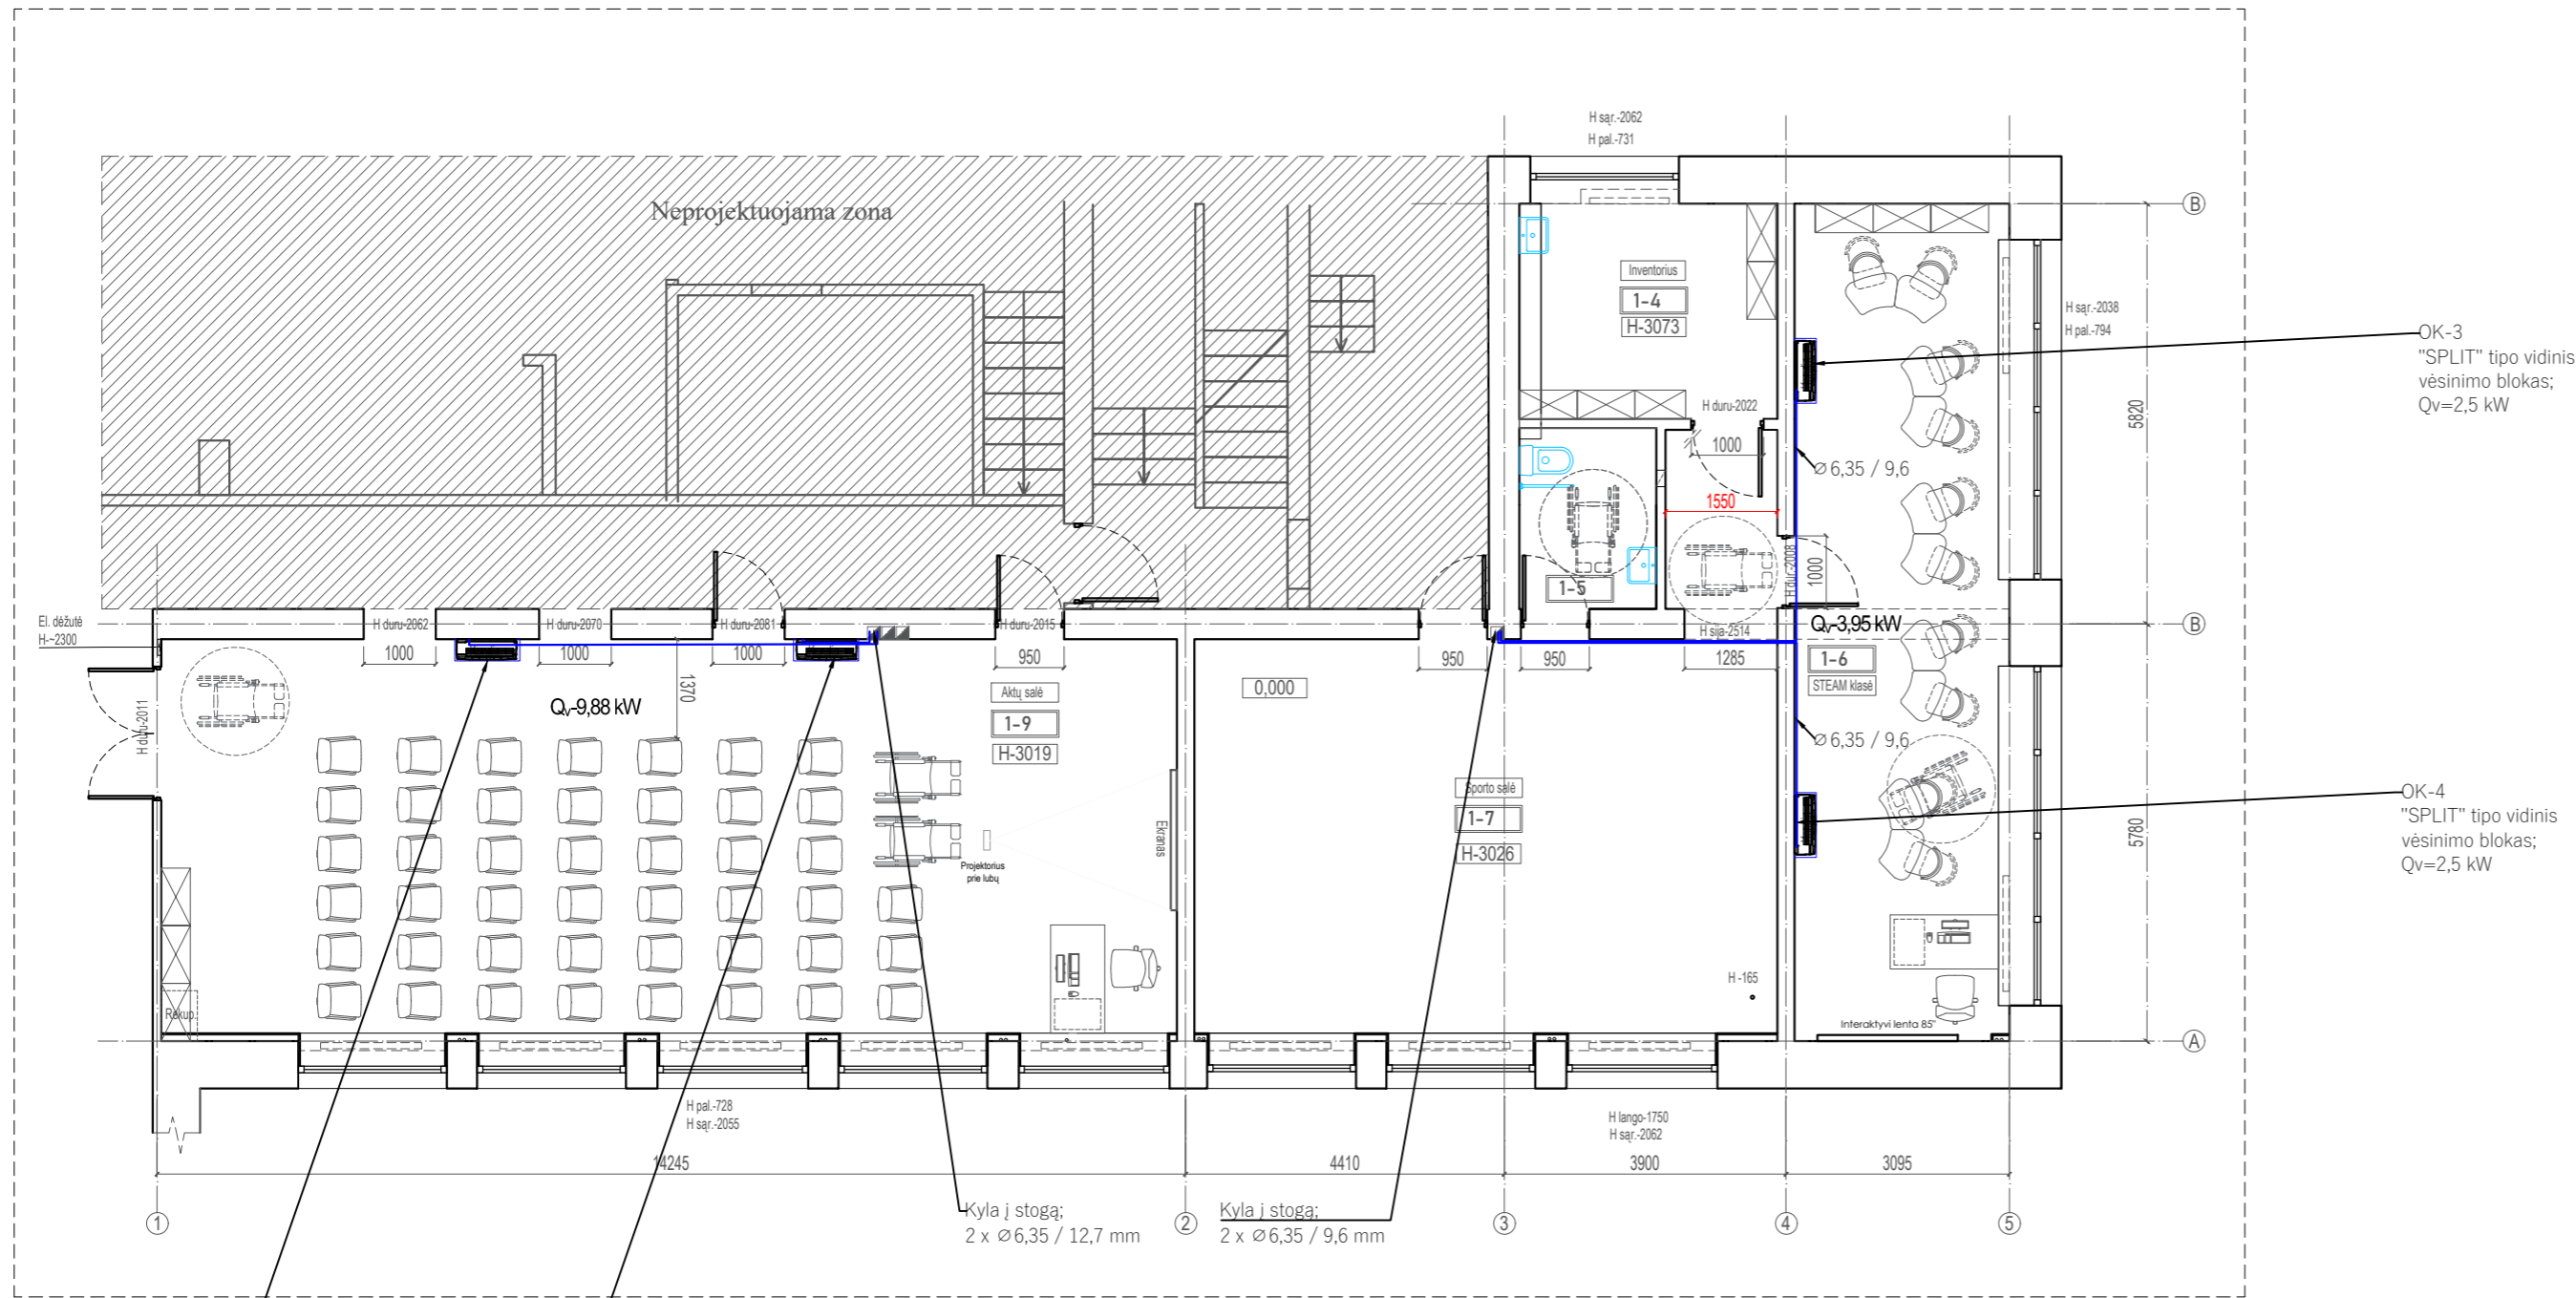 H sąr.-2062
H pal.-731
Neprojektuojama zona
B
Inventorius
1-4
H-3073
H sąr.-2038
H pal.-794
OK-3
"SPLIT" tipo vidinis
vėsinimo blokas;
Qv=2,5 kW
5820
H duru-2022
1000
∅ 6,35 / 9,6
1550
H dur.-2008
1000
1-5
El. dėžutė
H-~2300
H duru-2062
H duru-2070
H duru-2081
H duru-2015
H sija-2514
Qv-3,95 kW
B
1000
1000
1000
950
950
950
1285
1-6
STEAM klasė
1370
Aktų salė
1-9
H-3019
0,000
Qv-9,88 kW
H duru-2011
∅ 6,35 / 9,6
Sporto salė
1-7
H-3026
Ekranas
Projektorius
prie lubų
OK-4
"SPLIT" tipo vidinis
vėsinimo blokas;
Qv=2,5 kW
5780
H -165
Rekup.
Interaktyvi lenta 85"
A
H pal.-728
H sąr.-2055
H lango-1750
H sąr.-2062
14245
4410
3900
3095
Kyla į stogą;
2 x ∅ 6,35 / 12,7 mm
Kyla į stogą;
2 x ∅ 6,35 / 9,6 mm
1
2
3
4
5